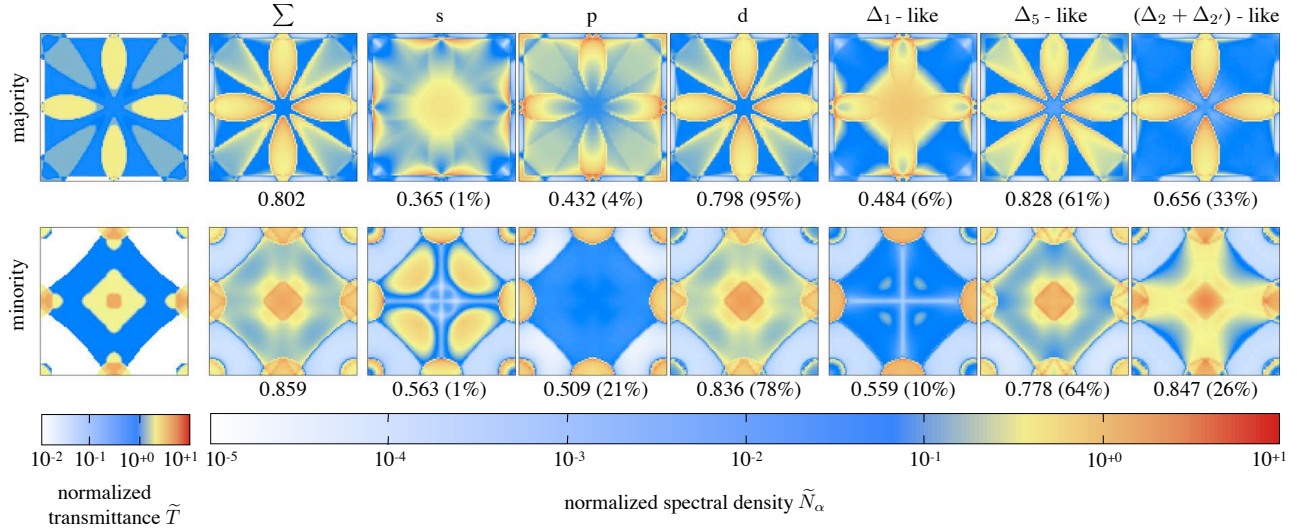 ∑ s p d Δ₁ - like Δ₅ - like (Δ₂ + Δ₂′) - like
majority
0.802 0.365 (1%) 0.432 (4%) 0.798 (95%) 0.484 (6%) 0.828 (61%) 0.656 (33%)
minority
0.859 0.563 (1%) 0.509 (21%) 0.836 (78%) 0.559 (10%) 0.778 (64%) 0.847 (26%)
10⁻² 10⁻¹ 10⁺⁰ 10⁺¹ 10⁻⁵ 10⁻⁴ 10⁻³ 10⁻² 10⁻¹ 10⁺⁰ 10⁺¹
normalized
transmittance T̃
normalized spectral density Ñ_α